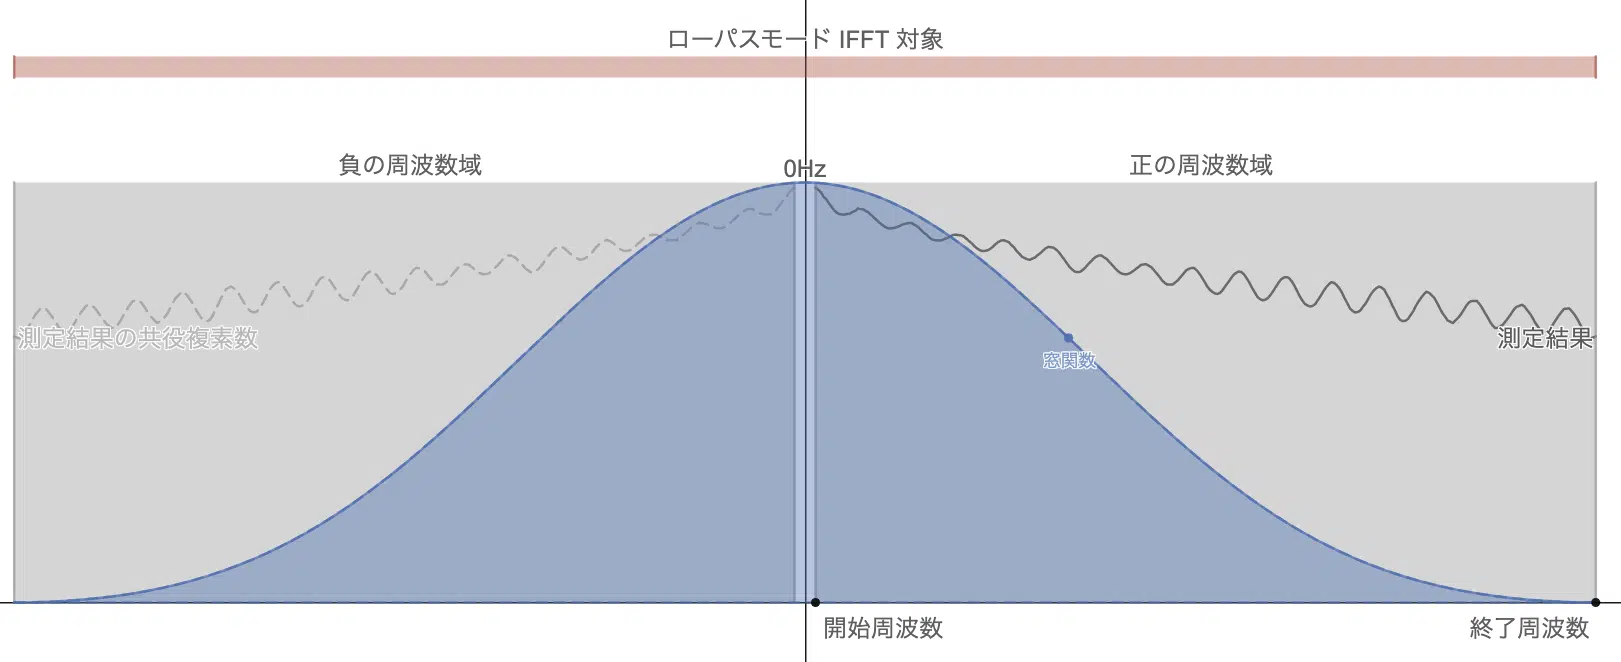 ローパスモード IFFT 対象
負の周波数域
0Hz
正の周波数域
測定結果の共役複素数
測定結果
窓関数
開始周波数
終了周波数